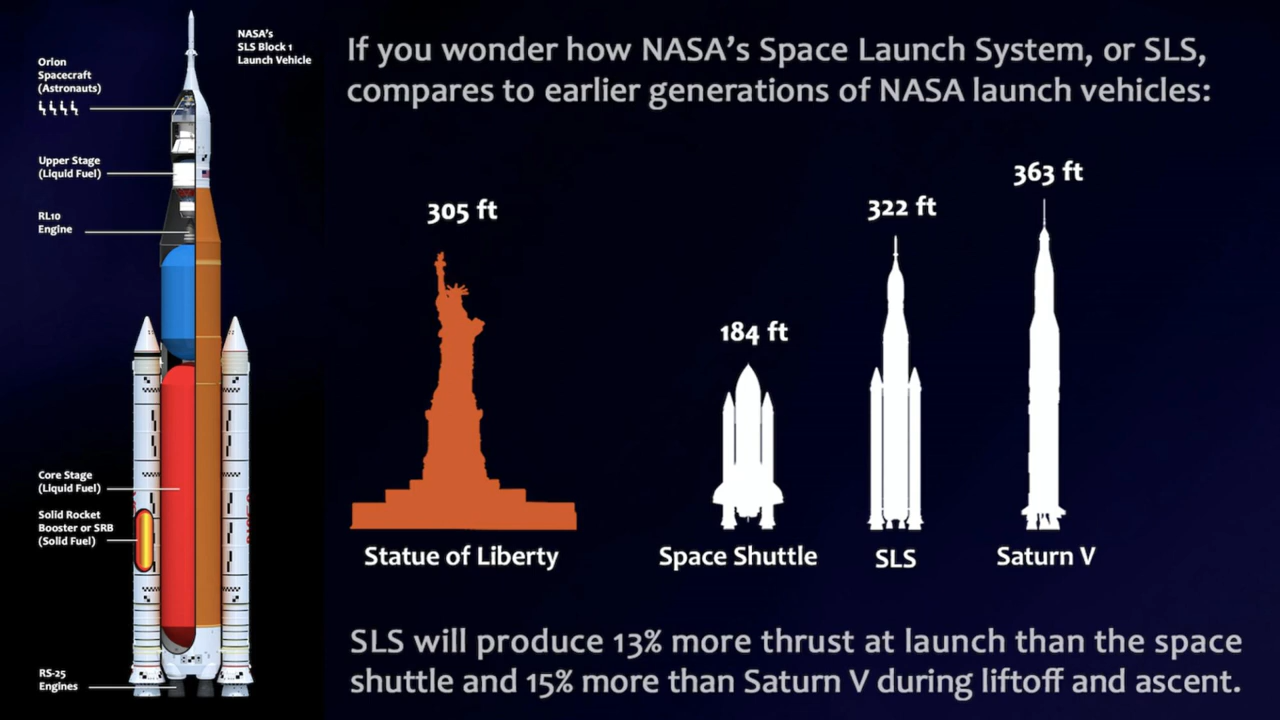 NASA's
SLS Block 1
Launch Vehicle
Orion
Spacecraft
(Astronauts)
Upper Stage
(Liquid Fuel)
RL10
Engine
Core Stage
(Liquid Fuel)
Solid Rocket
Booster or SRB
(Solid Fuel)
RS-25
Engines
If you wonder how NASA's Space Launch System, or SLS,
compares to earlier generations of NASA launch vehicles:
305 ft
184 ft
322 ft
363 ft
Statue of Liberty
Space Shuttle
SLS
Saturn V
SLS will produce 13% more thrust at launch than the space
shuttle and 15% more than Saturn V during liftoff and ascent.